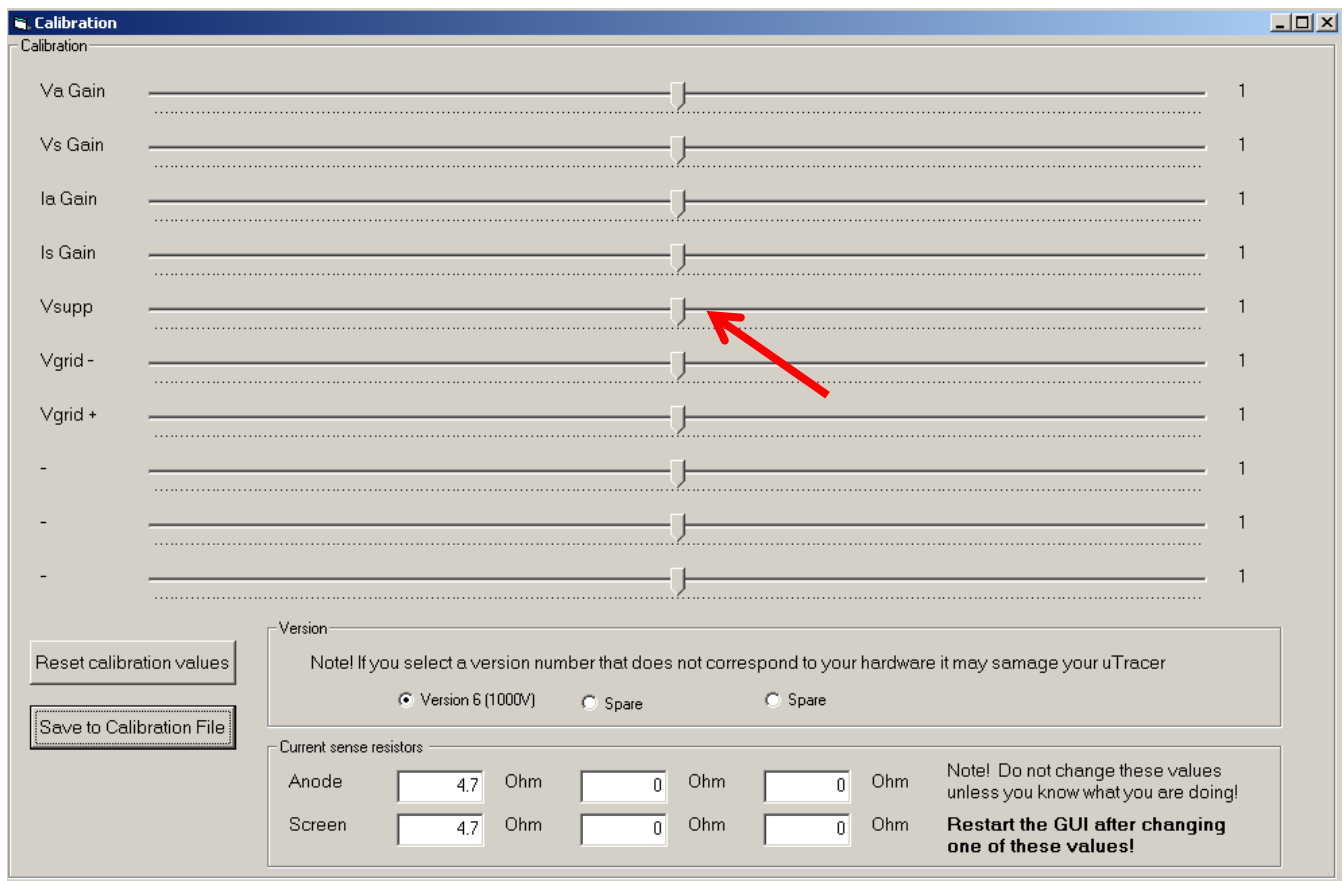 Calibration
Calibration
Va Gain 1
Vs Gain 1
Ia Gain 1
Is Gain 1
Vsupp 1
Vgrid - 1
Vgrid + 1
- 1
- 1
- 1
Reset calibration values
Save to Calibration File
Version
Note! If you select a version number that does not correspond to your hardware it may samage your uTracer
Version 6 (1000V) Spare Spare
Current sense resistors
Anode 4.7 Ohm 0 Ohm 0 Ohm
Screen 4.7 Ohm 0 Ohm 0 Ohm
Note! Do not change these values
unless you know what you are doing!
Restart the GUI after changing
one of these values!